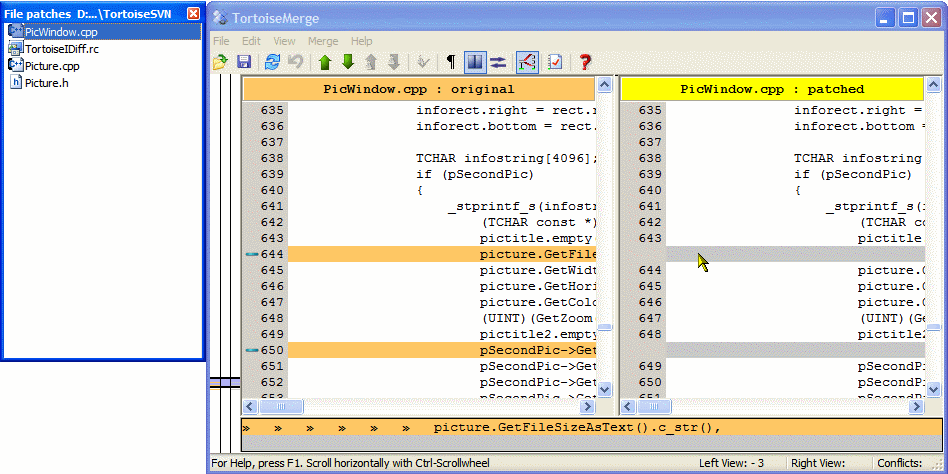 File patches D:...\TortoiseSVN
PicWindow.cpp
TortoiseIDiff.rc
Picture.cpp
Picture.h
TortoiseMerge
File Edit View Merge Help
PicWindow.cpp : original
635 inforect.right = rect.r
636 inforect.bottom = rect.
637
638 TCHAR infostring[4096];
639 if (pSecondPic)
640 {
641 _stprintf_s(infostr
642 (TCHAR const *)
643 pictitle.empty(
644 picture.GetFile
645 picture.GetWidt
646 picture.GetHori
647 picture.GetColo
648 (UINT)(GetZoom(
649 pictitle2.empty
650 pSecondPic->Get
651 pSecondPic->Get
652 pSecondPic->Get
653 pSecondPic->Get
PicWindow.cpp : patched
635 inforect.right =
636 inforect.bottom =
637
638 TCHAR infostring
639 if (pSecondPic)
640 {
641 _stprintf_s(i
642 (TCHAR co
643 pictitle
644 picture.G
645 picture.G
646 picture.G
647 (UINT)(Ge
648 pictitle2
649 pSecondPi
650 pSecondPi
651 pSecondPi
» » » » » » picture.GetFileSizeAsText().c_str(),
For Help, press F1. Scroll horizontally with Ctrl-Scrollwheel Left View: - 3 Right View: Conflicts: